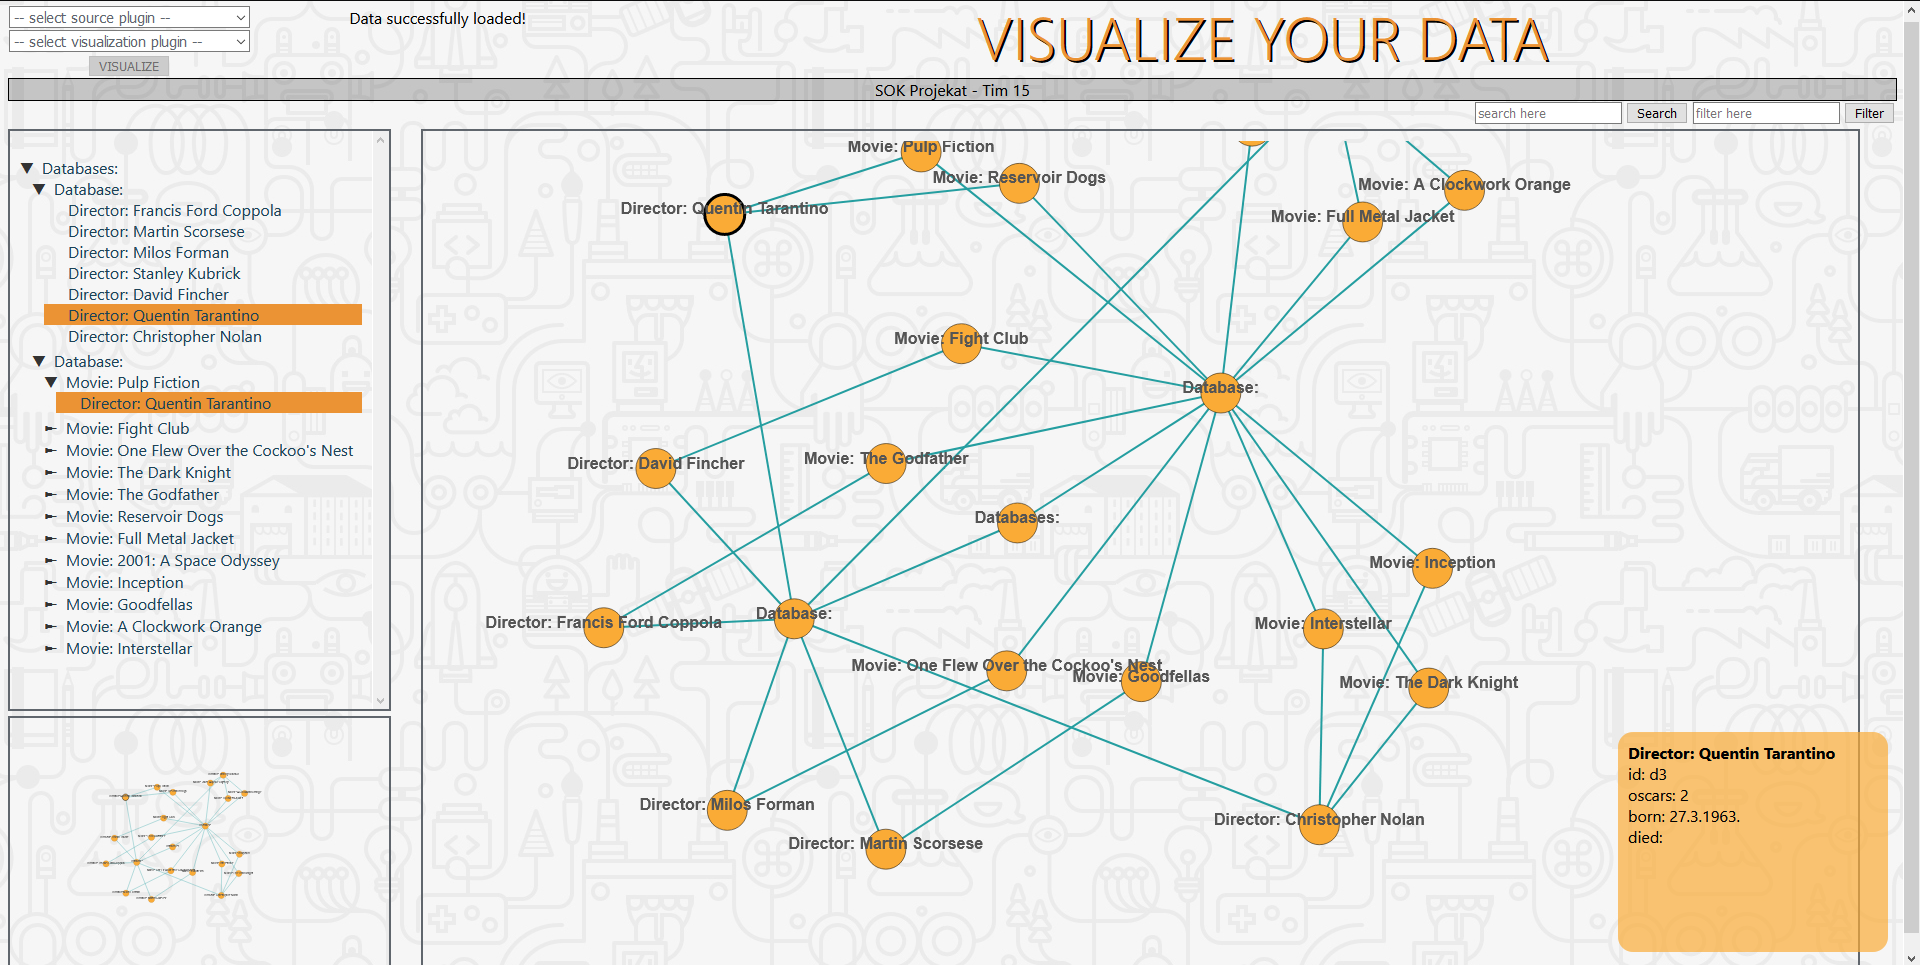 -- select source plugin --
Data successfully loaded!
VISUALIZE YOUR DATA
-- select visualization plugin --
VISUALIZE
SOK Projekat - Tim 15
search here
Search
filter here
Filter
Databases:
Database:
Director: Francis Ford Coppola
Director: Martin Scorsese
Director: Milos Forman
Director: Stanley Kubrick
Director: David Fincher
Director: Quentin Tarantino
Director: Christopher Nolan
Database:
Movie: Pulp Fiction
Director: Quentin Tarantino
Movie: Fight Club
Movie: One Flew Over the Cockoo's Nest
Movie: The Dark Knight
Movie: The Godfather
Movie: Reservoir Dogs
Movie: Full Metal Jacket
Movie: 2001: A Space Odyssey
Movie: Inception
Movie: Goodfellas
Movie: A Clockwork Orange
Movie: Interstellar
Movie: Pulp Fiction
Movie: Reservoir Dogs
Movie: A Clockwork Orange
Director: Quentin Tarantino
Movie: Full Metal Jacket
Movie: Fight Club
Database:
Director: David Fincher
Movie: The Godfather
Databases:
Movie: Inception
Director: Francis Ford Coppola
Database:
Movie: Interstellar
Movie: One Flew Over the Cockoo's Nest
Movie: Goodfellas
Movie: The Dark Knight
Director: Milos Forman
Director: Martin Scorsese
Director: Christopher Nolan
Director: Quentin Tarantino
id: d3
oscars: 2
born: 27.3.1963.
died: